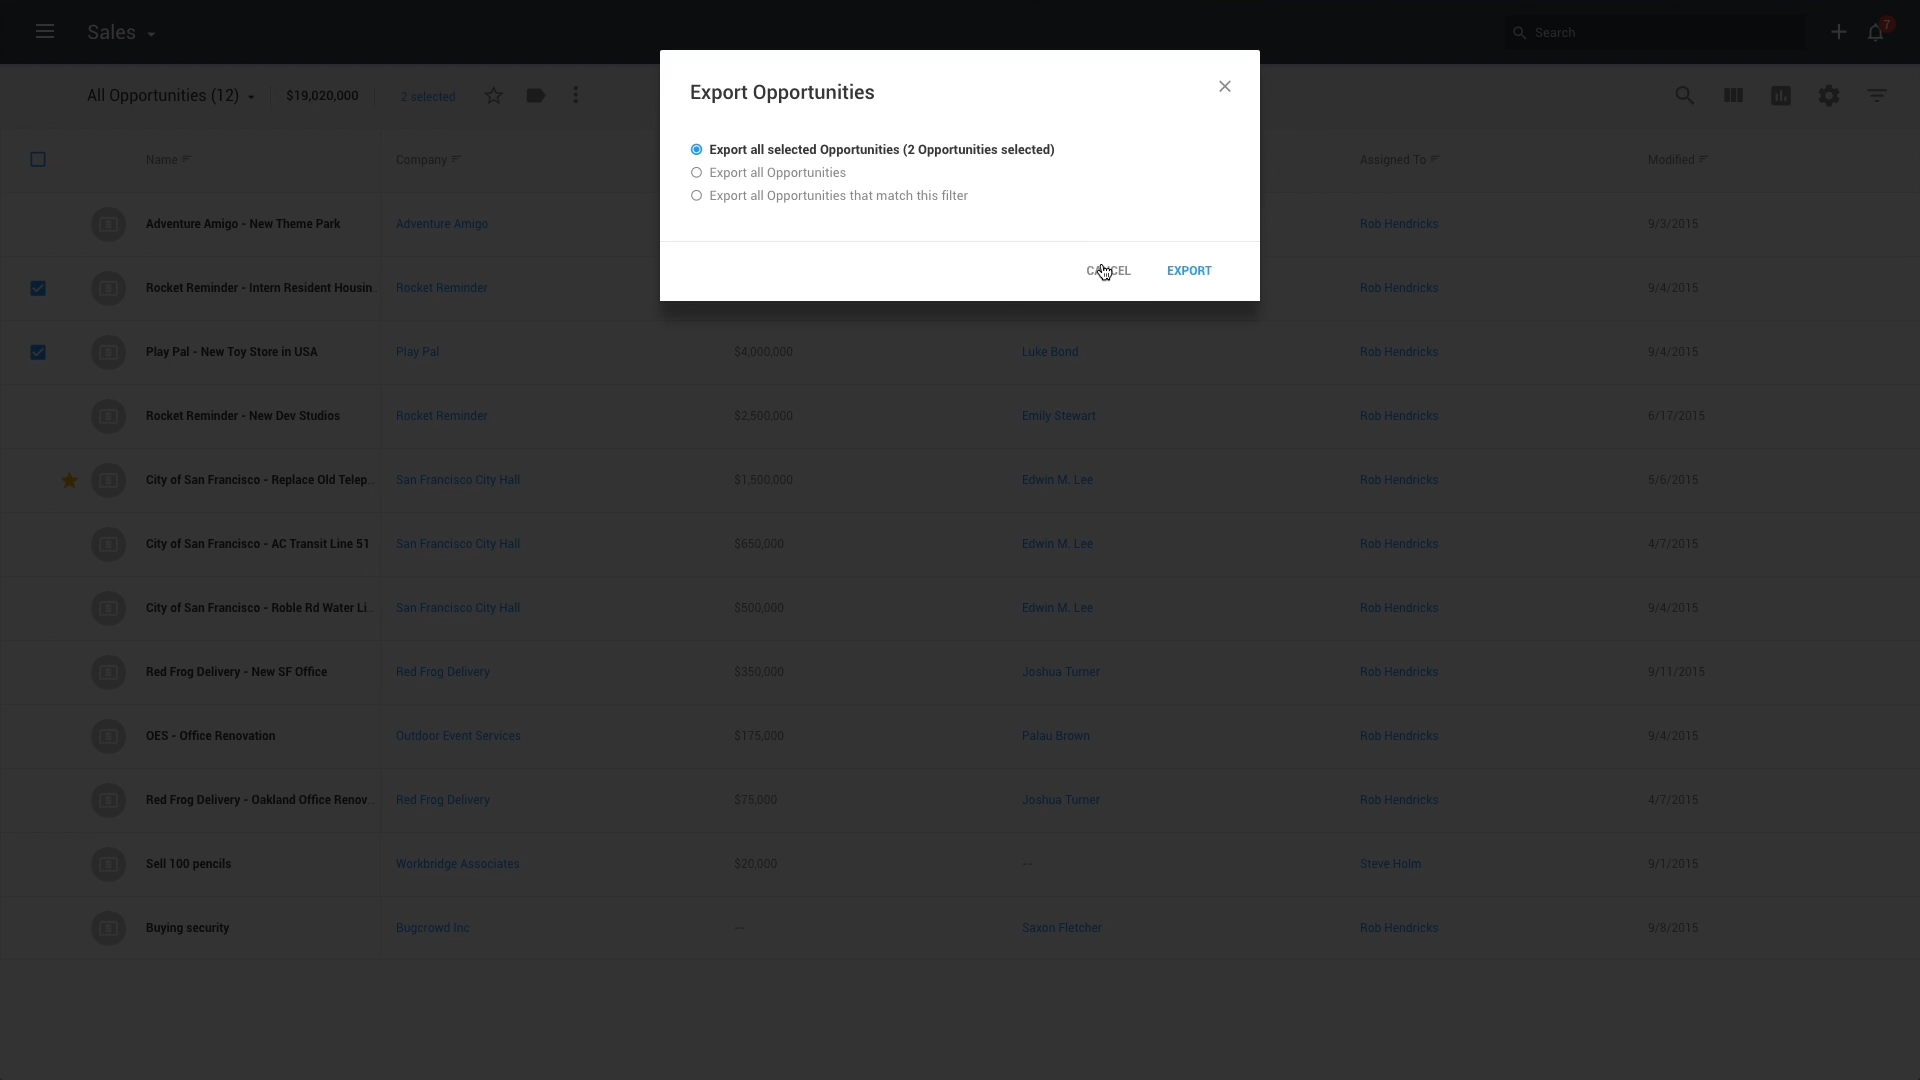 Sales
Search
7
All Opportunities (12)
$19,020,000
2 selected
Export Opportunities
Export all selected Opportunities (2 Opportunities selected)
Export all Opportunities
Export all Opportunities that match this filter
EXPORT
Name Company Assigned To Modified
Adventure Amigo - New Theme Park Adventure Amigo Rob Hendricks 9/3/2015
Rocket Reminder - Intern Resident Housin.. Rocket Reminder Rob Hendricks 9/4/2015
Play Pal - New Toy Store in USA Play Pal $4,000,000 Luke Bond Rob Hendricks 9/4/2015
Rocket Reminder - New Dev Studios Rocket Reminder $2,500,000 Emily Stewart Rob Hendricks 6/17/2015
City of San Francisco - Replace Old Telep... San Francisco City Hall $1,500,000 Edwin M. Lee Rob Hendricks 5/6/2015
City of San Francisco - AC Transit Line 51 San Francisco City Hall $650,000 Edwin M. Lee Rob Hendricks 4/7/2015
City of San Francisco - Roble Rd Water Li... San Francisco City Hall $500,000 Edwin M. Lee Rob Hendricks 9/4/2015
Red Frog Delivery - New SF Office Red Frog Delivery $350,000 Joshua Turner Rob Hendricks 9/11/2015
OES - Office Renovation Outdoor Event Services $175,000 Palau Brown Rob Hendricks 9/4/2015
Red Frog Delivery - Oakland Office Renov... Red Frog Delivery $75,000 Joshua Turner Rob Hendricks 4/7/2015
Sell 100 pencils Workbridge Associates $20,000 -- Steve Holm 9/1/2015
Buying security Bugcrowd Inc -- Saxon Fletcher Rob Hendricks 9/8/2015